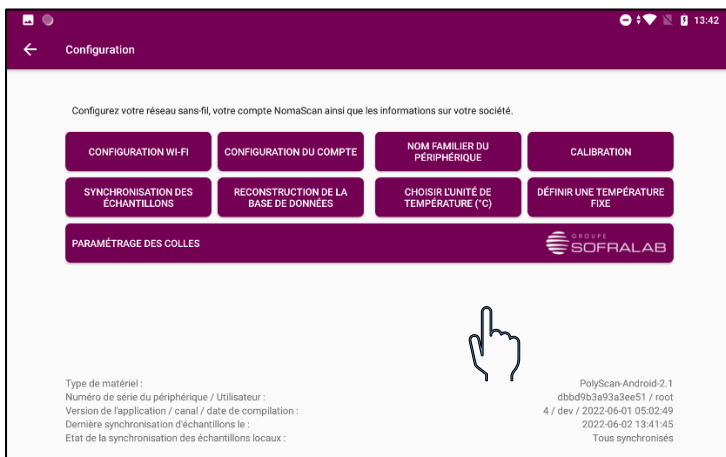 13:42
Configuration
Configurez votre réseau sans-fil, votre compte NomaScan ainsi que les informations sur votre société.
CONFIGURATION WI-FI
CONFIGURATION DU COMPTE
NOM FAMILIER DU
PÉRIPHÉRIQUE
CALIBRATION
SYNCHRONISATION DES
ÉCHANTILLONS
RECONSTRUCTION DE LA
BASE DE DONNÉES
CHOISIR L'UNITÉ DE
TEMPÉRATURE (°C)
DÉFINIR UNE TEMPÉRATURE
FIXE
PARAMÉTRAGE DES COLLES
GROUPE
SOFRALAB
Type de matériel : PolyScan-Android-2.1
Numéro de série du périphérique / Utilisateur : dbbd9b3a93a3ee51 / root
Version de l'application / canal / date de compilation : 4 / dev / 2022-06-01 05:02:49
Dernière synchronisation d'échantillons le : 2022-06-02 13:41:45
Etat de la synchronisation des échantillons locaux : Tous synchronisés